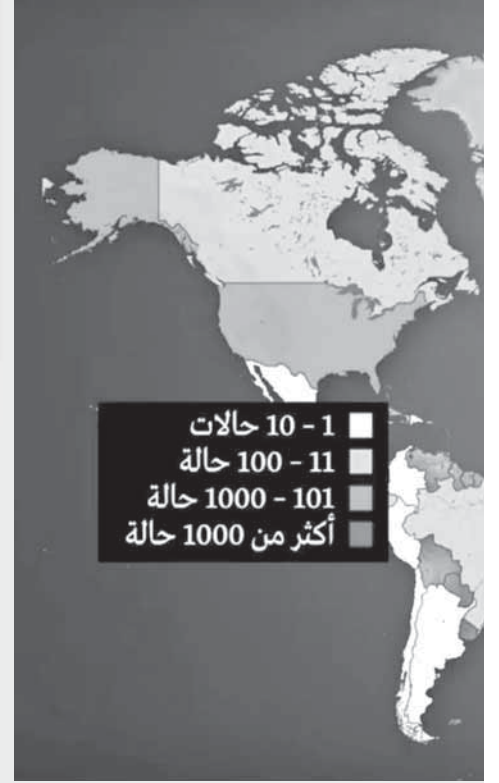 1 - 10 حالات
11 - 100 حالة
101 - 1000 حالة
أكثر من 1000 حالة